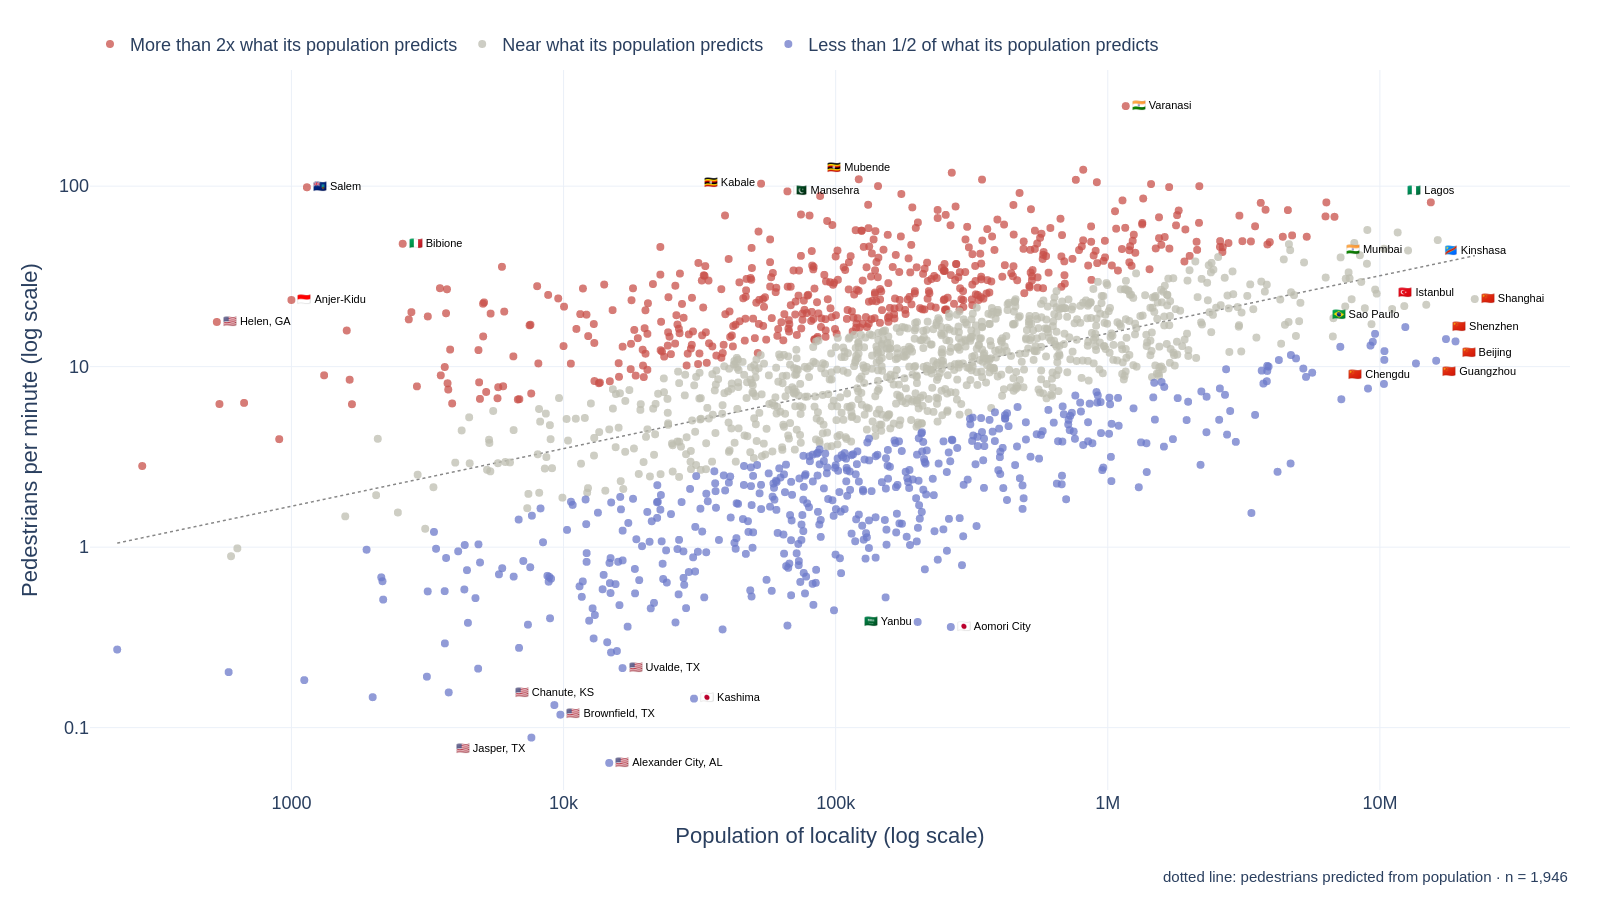 More than 2x what its population predicts
Near what its population predicts
Less than 1/2 of what its population predicts
Varanasi
Mubende
Kabale
Mansehra
Salem
Lagos
Bibione
Mumbai
Kinshasa
Istanbul
Shanghai
Anjer-Kidu
Helen, GA
Sao Paulo
Shenzhen
Beijing
Guangzhou
Chengdu
Yanbu
Aomori City
Uvalde, TX
Chanute, KS
Kashima
Brownfield, TX
Jasper, TX
Alexander City, AL
100
10
1
0.1
Pedestrians per minute (log scale)
1000
10k
100k
1M
10M
Population of locality (log scale)
dotted line: pedestrians predicted from population · n = 1,946